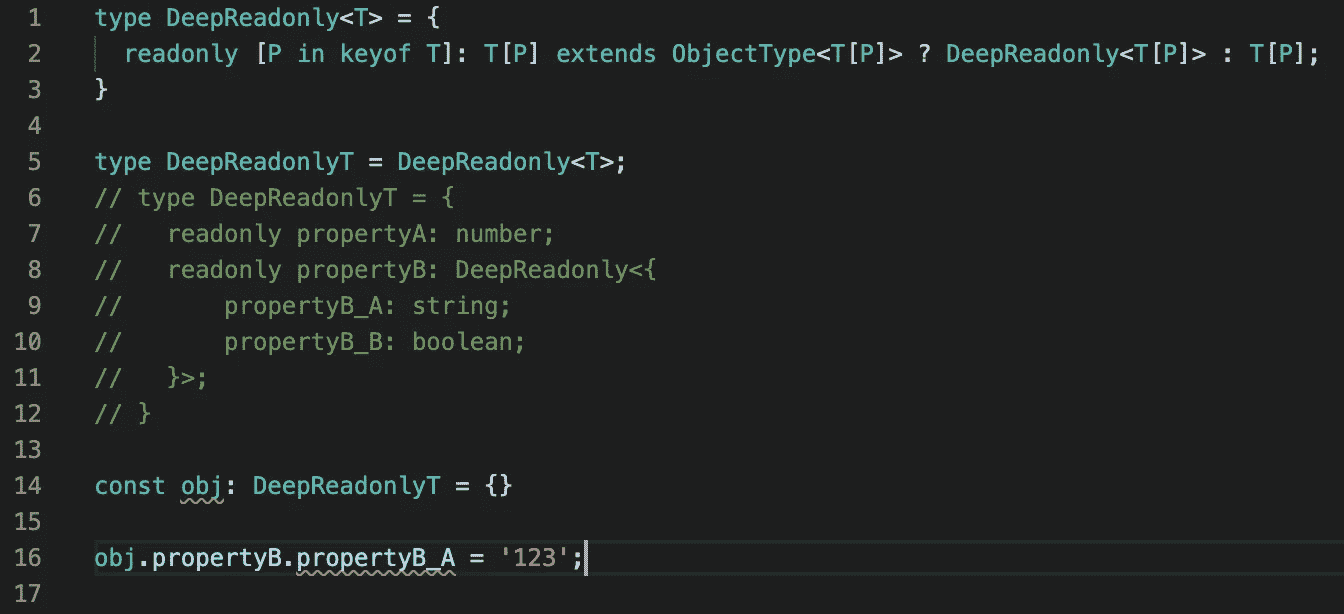 1 type DeepReadonly<T> = {
2   readonly [P in keyof T]: T[P] extends ObjectType<T[P]> ? DeepReadonly<T[P]> : T[P];
3 }
4
5 type DeepReadonlyT = DeepReadonly<T>;
6 // type DeepReadonlyT = {
7 //   readonly propertyA: number;
8 //   readonly propertyB: DeepReadonly<{
9 //       propertyB_A: string;
10 //       propertyB_B: boolean;
11 //   }>;
12 // }
13
14 const obj: DeepReadonlyT = {}
15
16 obj.propertyB.propertyB_A = '123';
17